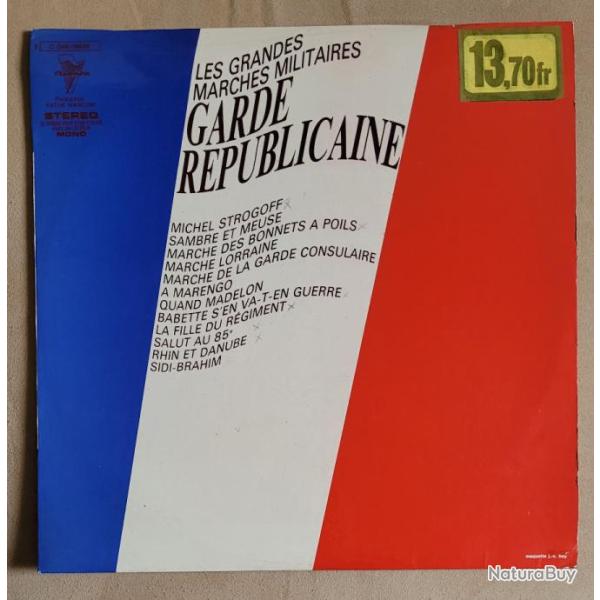 LES GRANDES
MARCHES MILITAIRES
GARDE
REPUBLICAINE
13,70fr
STEREO
MONO
MICHEL STROGOFF
SAMBRE ET MEUSE
MARCHE DES BONNETS A POILS
MARCHE LORRAINE
MARCHE DE LA GARDE CONSULAIRE
A MARENGO
QUAND MADELON
BABETTE S'EN VA-T-EN GUERRE
LA FILLE DU RÉGIMENT
SALUT AU 85e
RHIN ET DANUBE
SIDI-BRAHIM
NaturaBuy